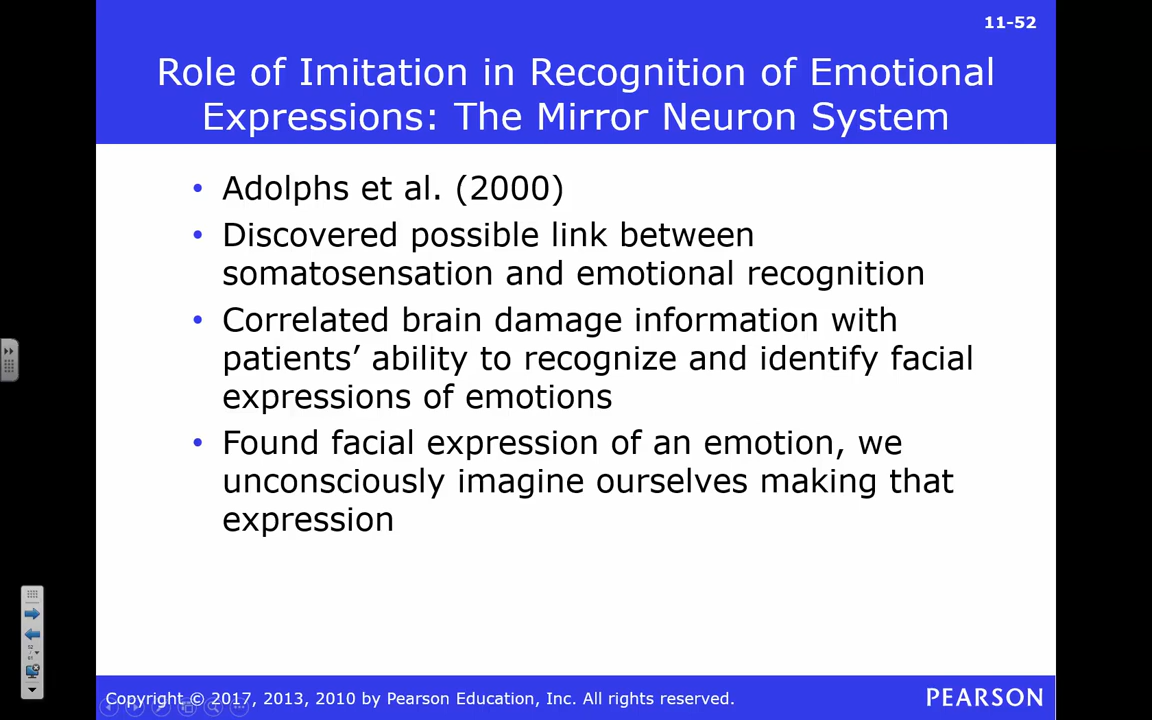 11-52
Role of Imitation in Recognition of Emotional
Expressions: The Mirror Neuron System
• Adolphs et al. (2000)
• Discovered possible link between
somatosensation and emotional recognition
• Correlated brain damage information with
patients’ ability to recognize and identify facial
expressions of emotions
• Found facial expression of an emotion, we
unconsciously imagine ourselves making that
expression
52
/
61
Copyright © 2017, 2013, 2010 by Pearson Education, Inc. All rights reserved.
PEARSON